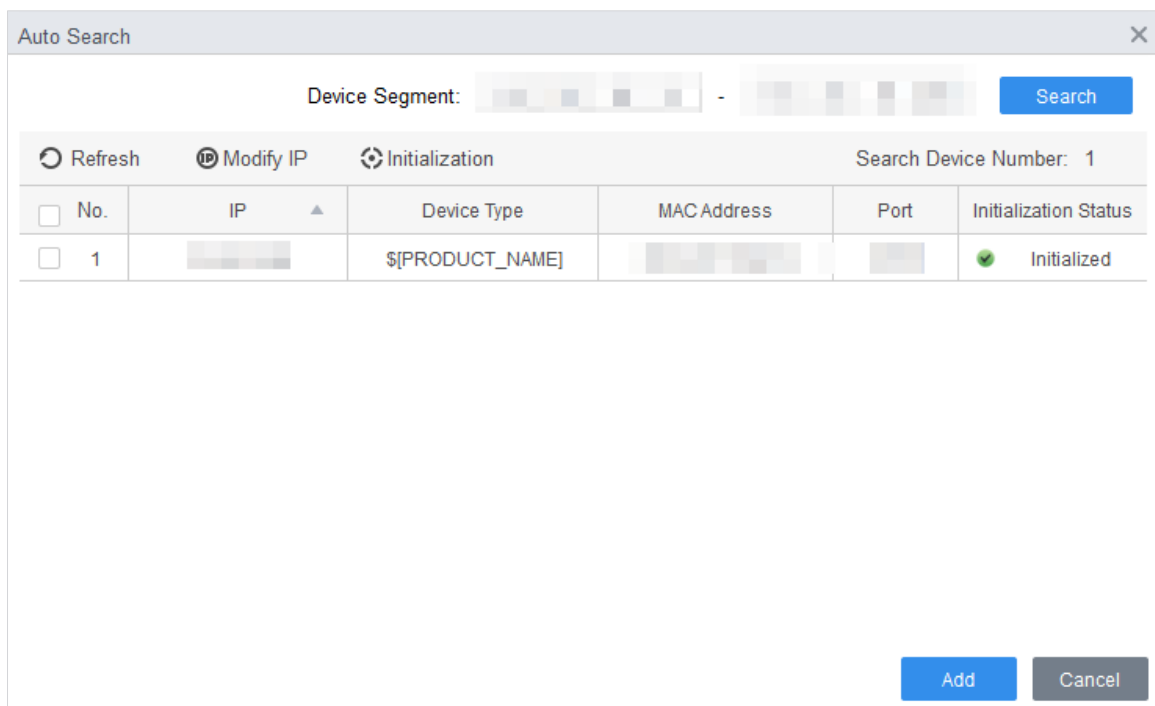 Auto Search
Device Segment: - Search
Refresh Modify IP Initialization Search Device Number: 1
No. IP Device Type MAC Address Port Initialization Status
1 $[PRODUCT_NAME] Initialized
Add Cancel